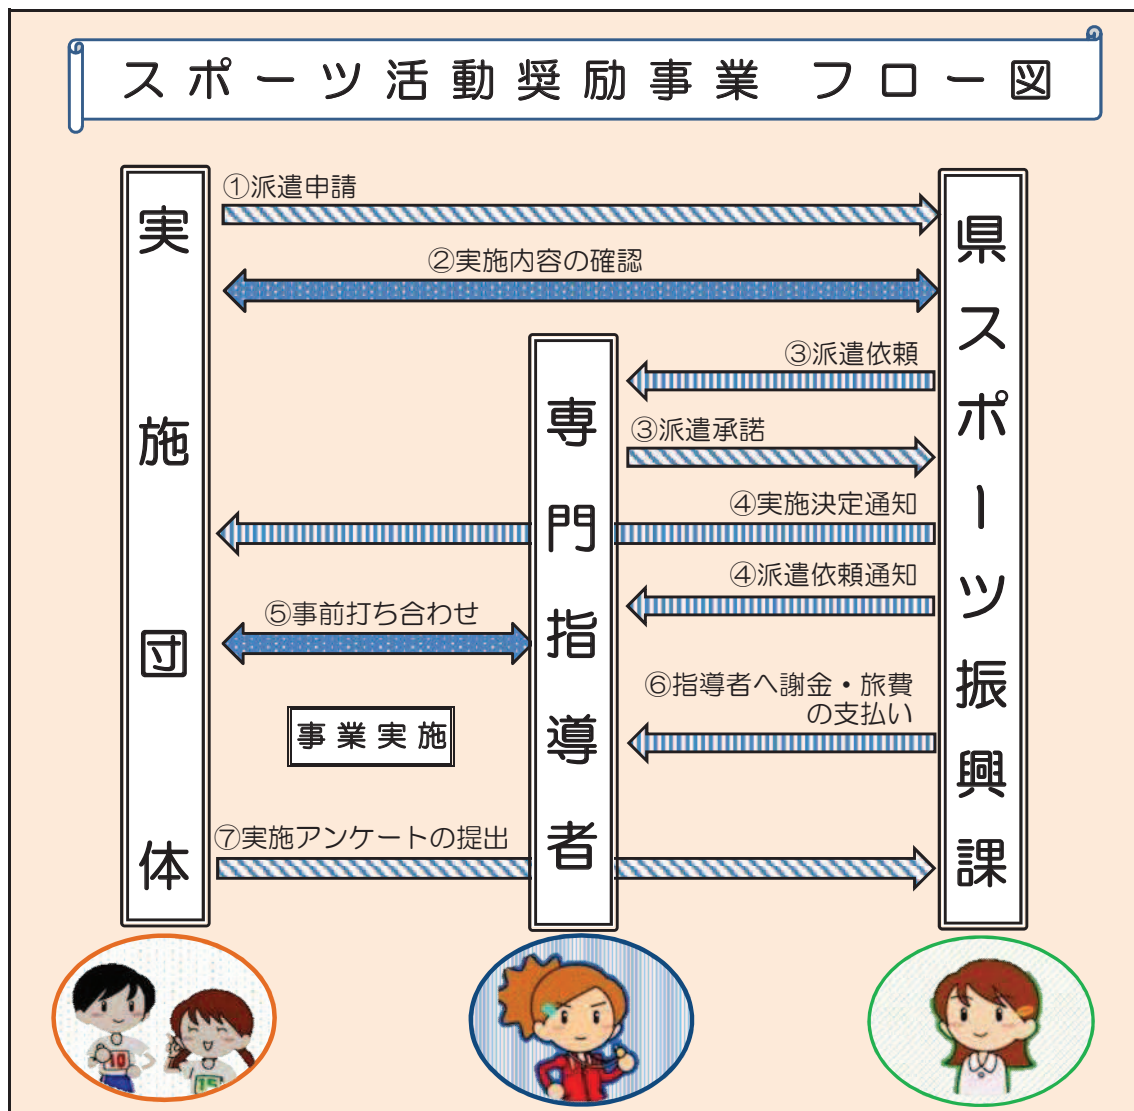 スポーツ活動奨励事業 フロー図
実施団体
専門指導者
県スポーツ振興課
①派遣申請
②実施内容の確認
③派遣依頼
③派遣承諾
④実施決定通知
④派遣依頼通知
⑤事前打ち合わせ
⑥指導者へ謝金・旅費
の支払い
事業実施
⑦実施アンケートの提出
10
15